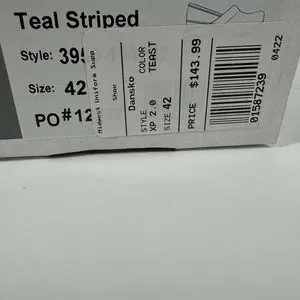 Teal Striped
Style: 395
Size: 42
PO#12
Midwest Uniform Supp
Shoe
Dansko
COLOR
TEAST
STYLE
XP 2.0
SIZE 42
PRICE $143.99
01587239
0422